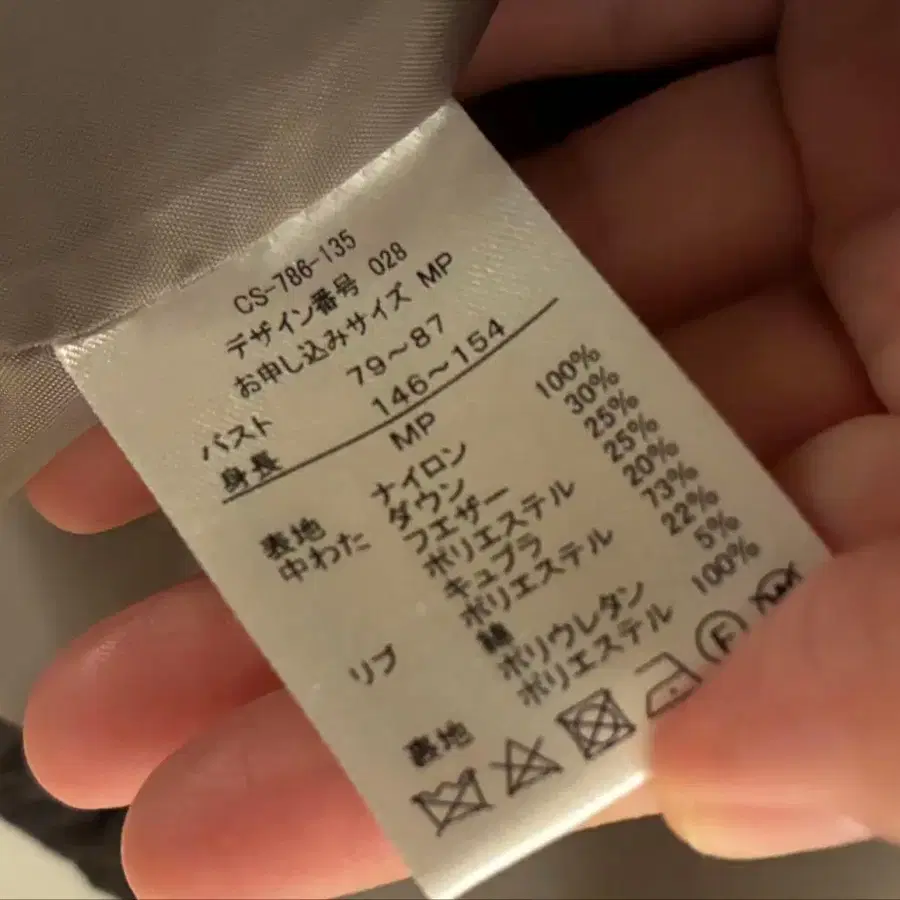 CS-786-135
デザイン番号 028
お申し込みサイズ MP
バスト 79～87
身長 146～154
MP
表地 ナイロン 100%
中わた ダウン 30%
フエザー 25%
ポリエステル 25%
キュプラ 20%
リブ ポリエステル 73%
綿 22%
ポリウレタン 5%
裏地 ポリエステル 100%
F